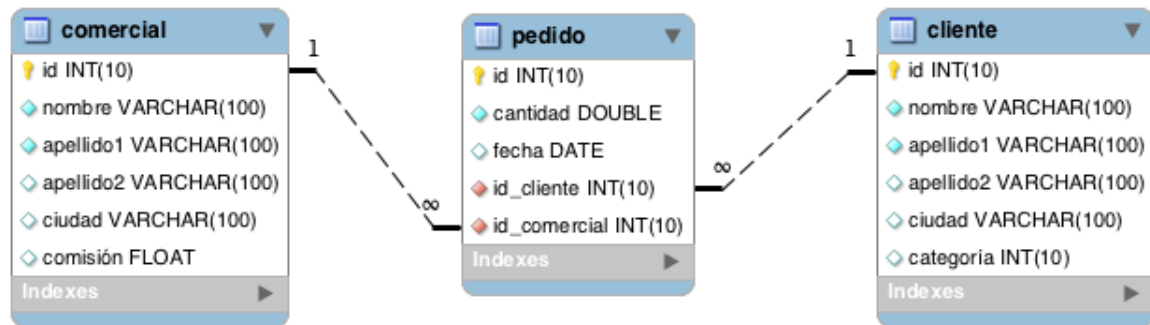 comercial
id INT(10)
nombre VARCHAR(100)
apellido1 VARCHAR(100)
apellido2 VARCHAR(100)
ciudad VARCHAR(100)
comisión FLOAT
Indexes
1
∞
pedido
id INT(10)
cantidad DOUBLE
fecha DATE
id_cliente INT(10)
id_comercial INT(10)
Indexes
1
∞
cliente
id INT(10)
nombre VARCHAR(100)
apellido1 VARCHAR(100)
apellido2 VARCHAR(100)
ciudad VARCHAR(100)
categoría INT(10)
Indexes